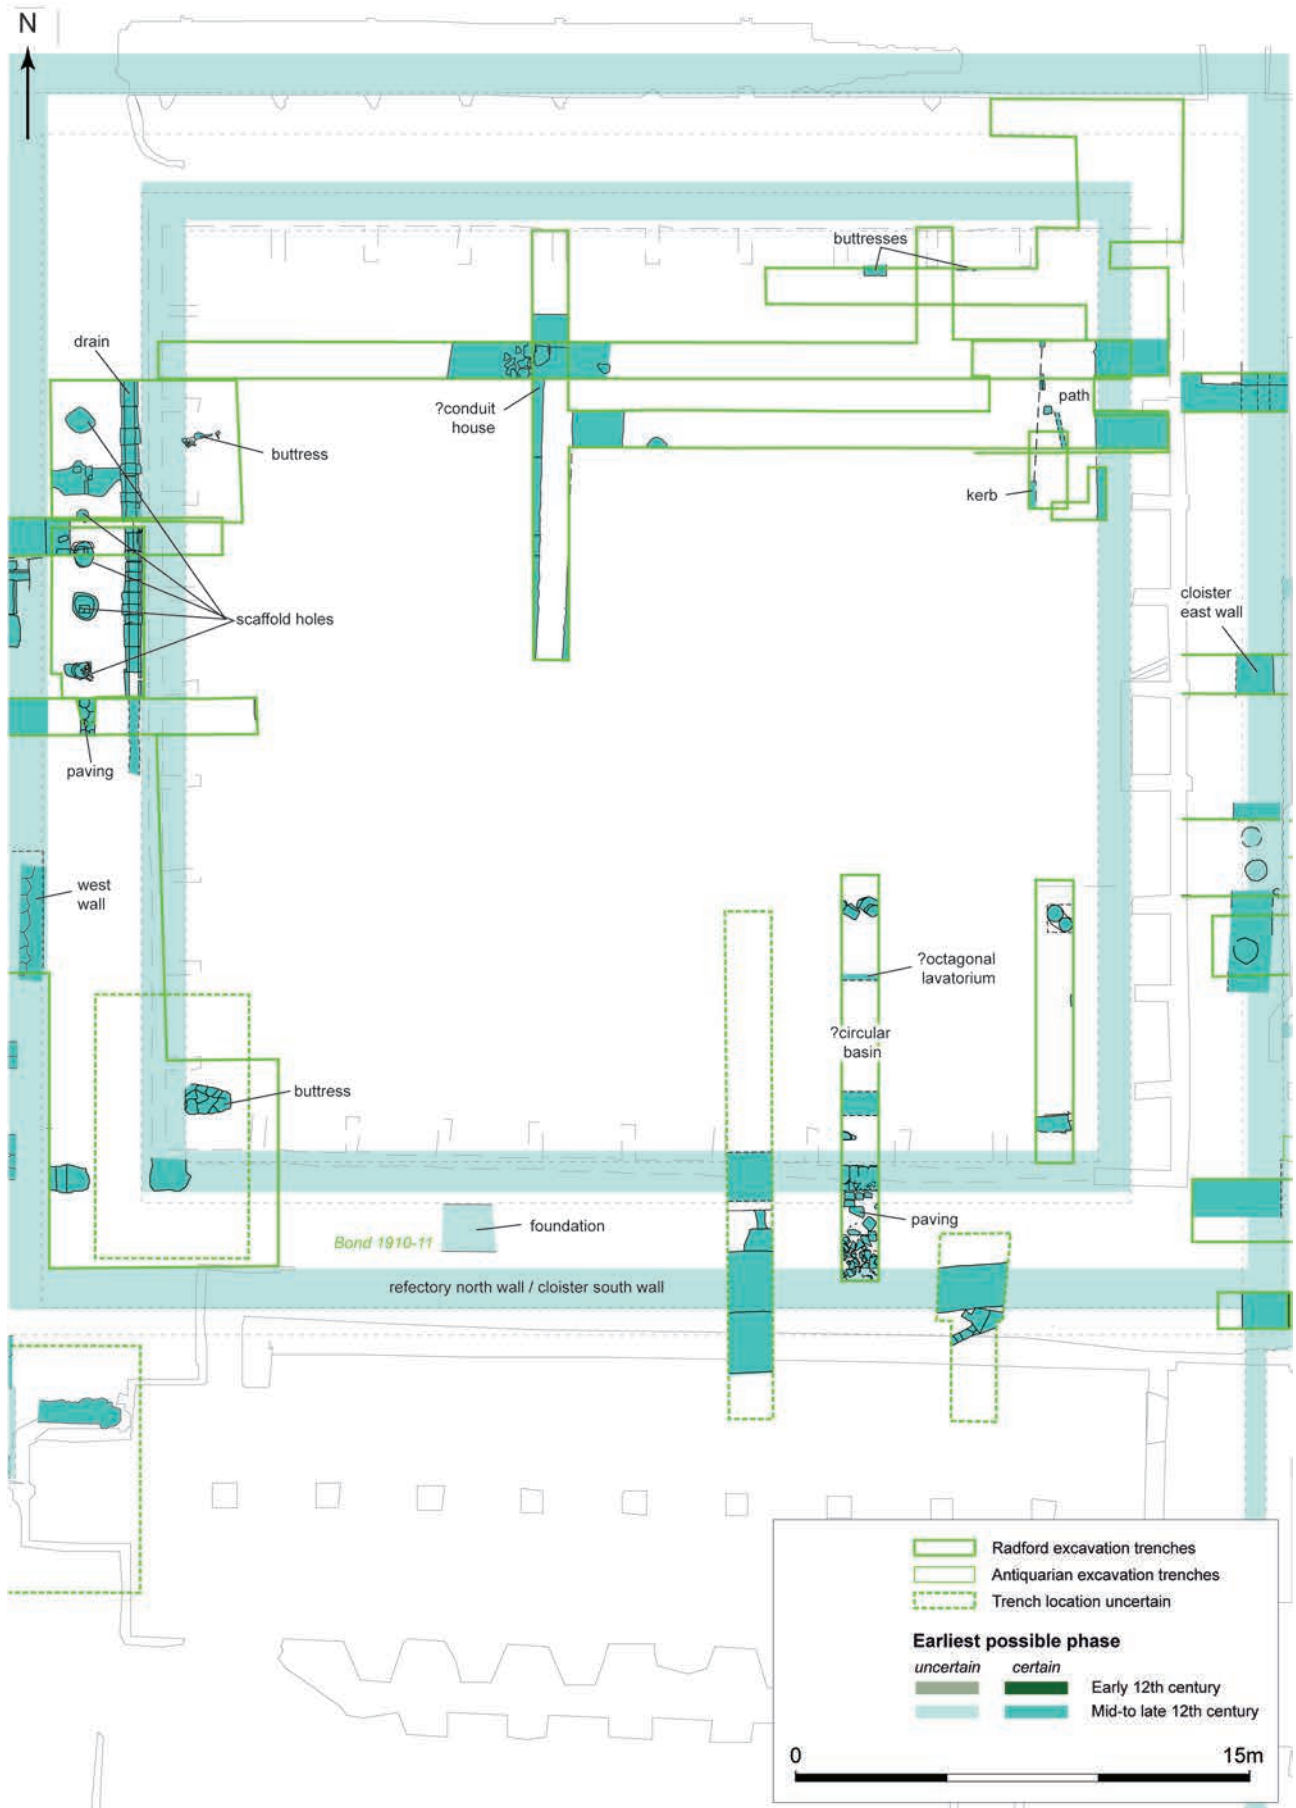 N
buttresses
drain
?conduit
house
path
buttress
kerb
cloister
east wall
scaffold holes
paving
west
wall
?octagonal
lavatorium
?circular
basin
buttress
paving
foundation
Bond 1910-11
refectory north wall / cloister south wall
Radford excavation trenches
Antiquarian excavation trenches
Trench location uncertain
Earliest possible phase
uncertain certain
Early 12th century
Mid-to late 12th century
0 15m